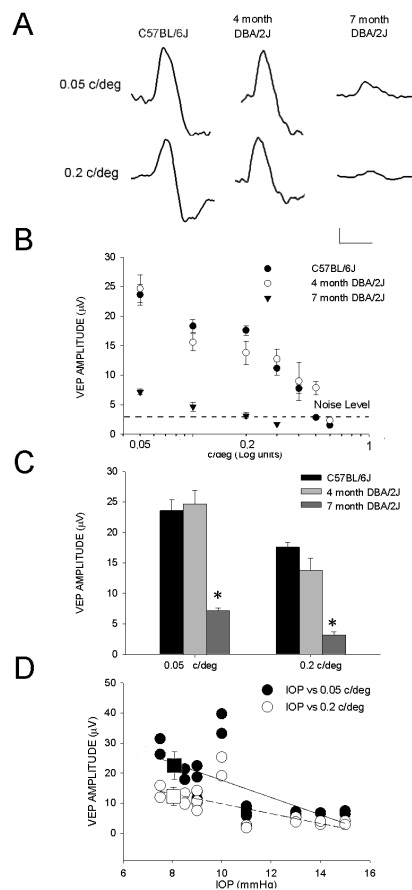 A
C57BL/6J
4 month
DBA/2J
7 month
DBA/2J
0.05 c/deg
0.2 c/deg
B
30
25
20
15
10
5
0
VEP AMPLITUDE (µV)
C57BL/6J
4 month DBA/2J
7 month DBA/2J
Noise Level
0.05
0.2
1
c/deg (Log units)
C
30
25
20
15
10
5
0
VEP AMPLITUDE (µV)
C57BL/6J
4 month DBA/2J
7 month DBA/2J
*
*
0.05 c/deg
0.2 c/deg
D
50
40
30
20
10
0
VEP AMPLITUDE (µV)
IOP vs 0.05 c/deg
IOP vs 0.2 c/deg
6
8
10
12
14
16
IOP (mmHg)